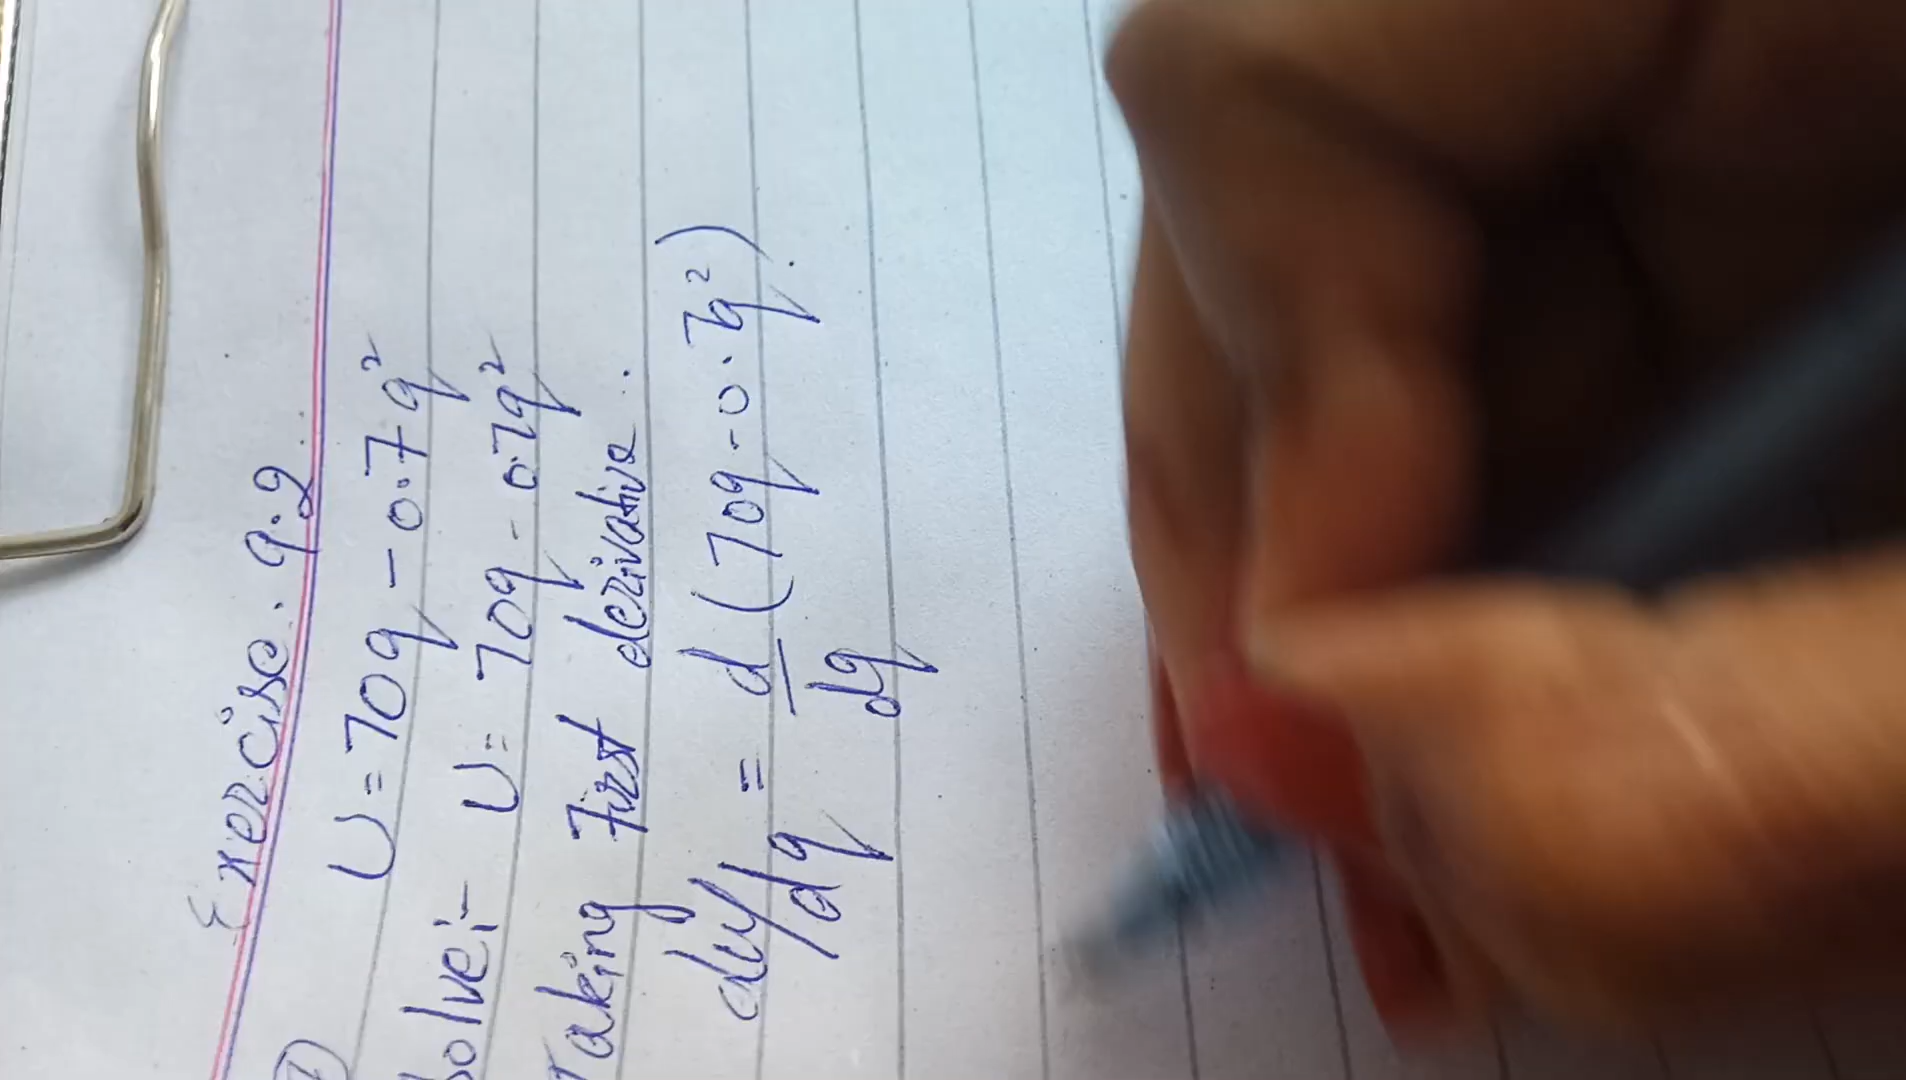 Exercise. 9.2
U = 70q - 0.7q²
Solve:- U = 70q - 0.7q²
Taking First derivative.
du/dq = d/dq (70q - 0.7q²).